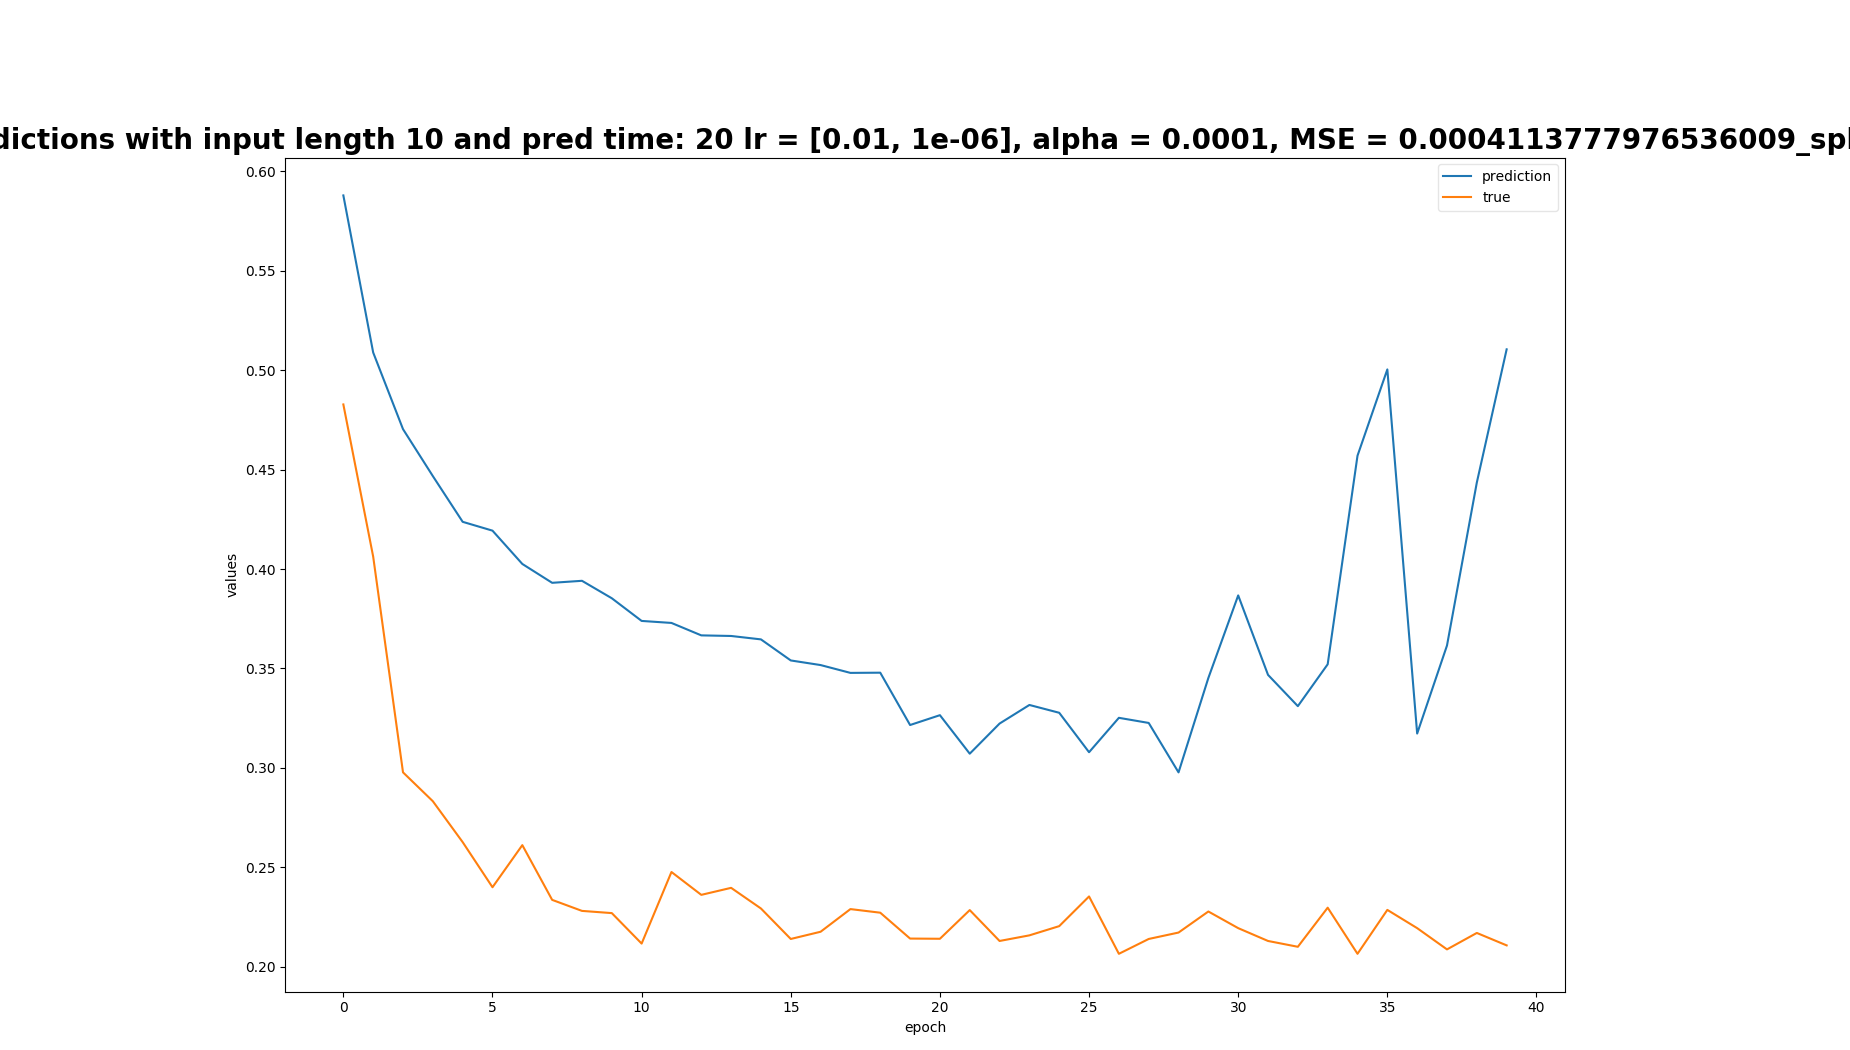 dictions with input length 10 and pred time: 20 lr = [0.01, 1e-06], alpha = 0.0001, MSE = 0.0004113777976536009_spl
prediction
true
0.60
0.55
0.50
0.45
0.40
0.35
0.30
0.25
0.20
values
0 5 10 15 20 25 30 35 40
epoch